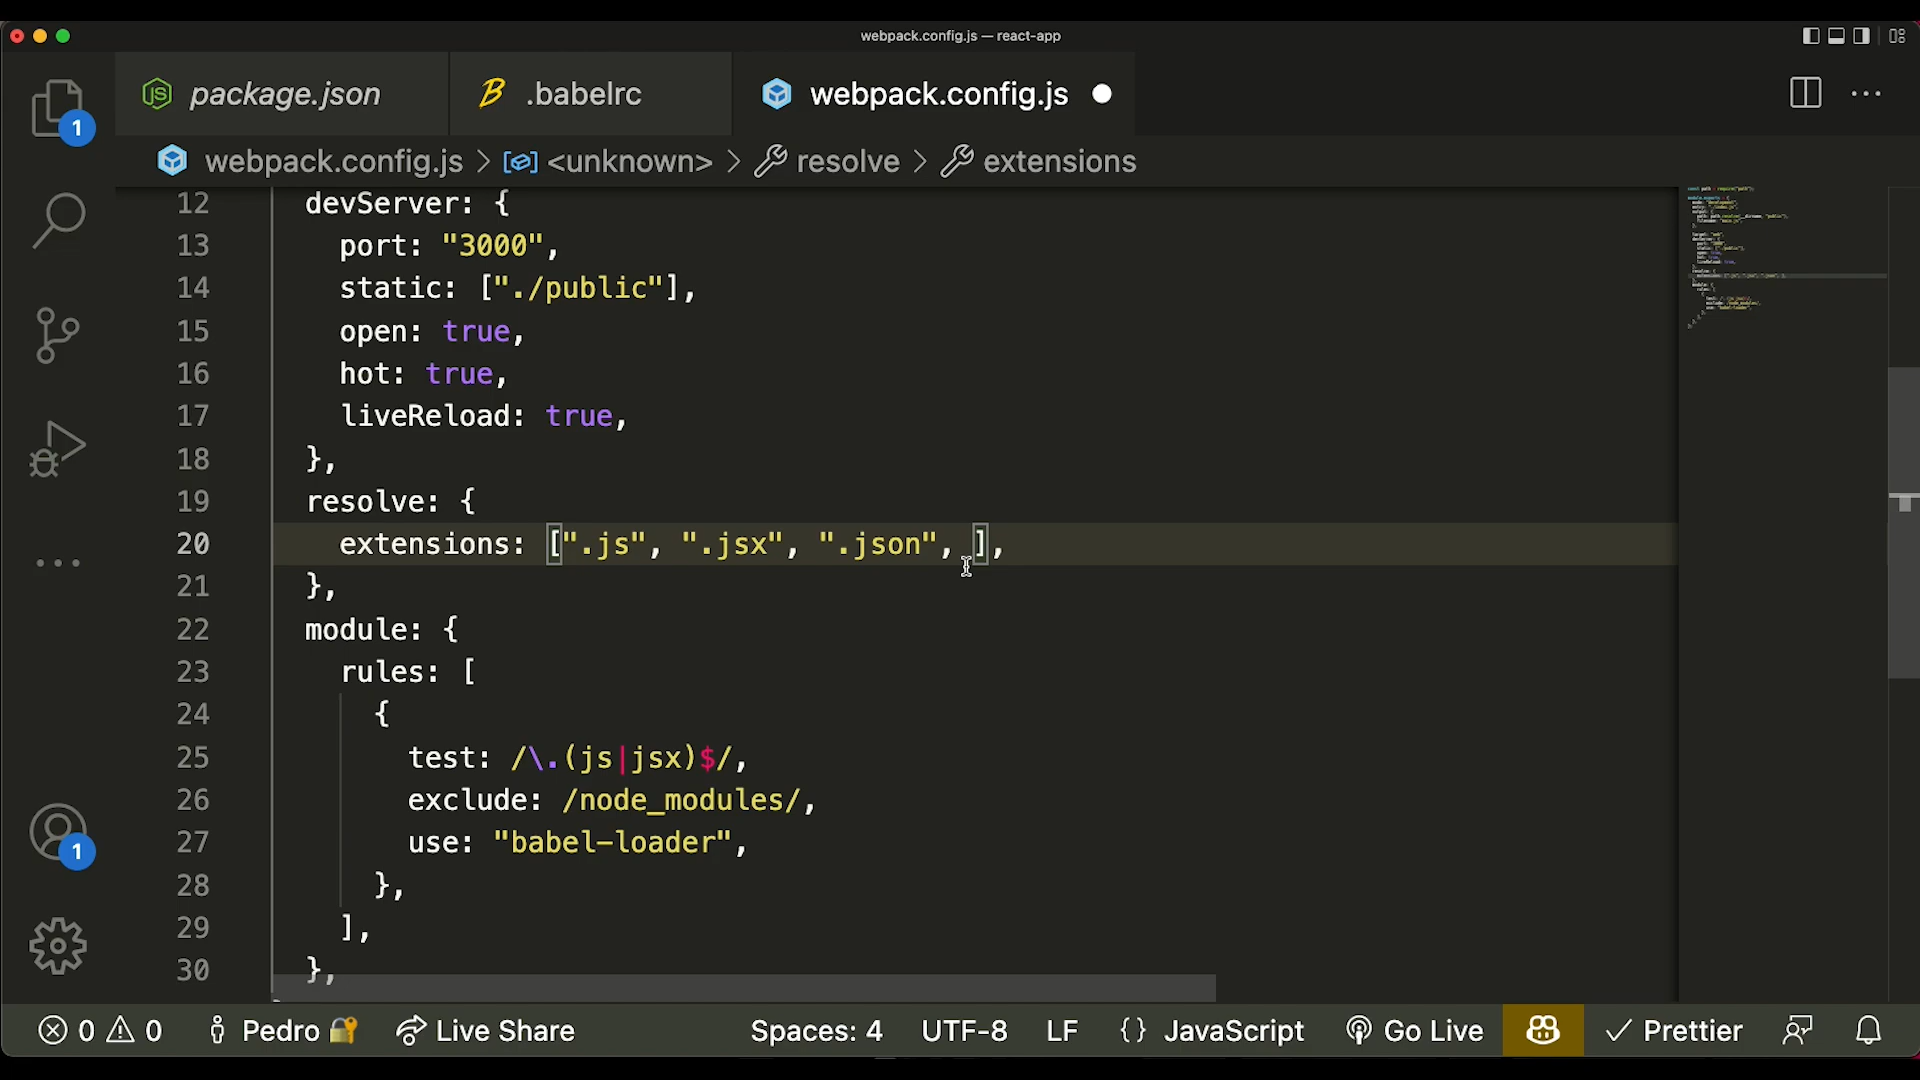 webpack.config.js — react-app
package.json
.babelrc
webpack.config.js
webpack.config.js > <unknown> > resolve > extensions
12 devServer: {
13 port: "3000",
14 static: ["./public"],
15 open: true,
16 hot: true,
17 liveReload: true,
18 },
19 resolve: {
20 extensions: [".js", ".jsx", ".json", ],
21 },
22 module: {
23 rules: [
24 {
25 test: /\.(js|jsx)$/,
26 exclude: /node_modules/,
27 use: "babel-loader",
28 },
29 ],
30 },
1
1
0 0 Pedro Live Share Spaces: 4 UTF-8 LF {} JavaScript Go Live Prettier